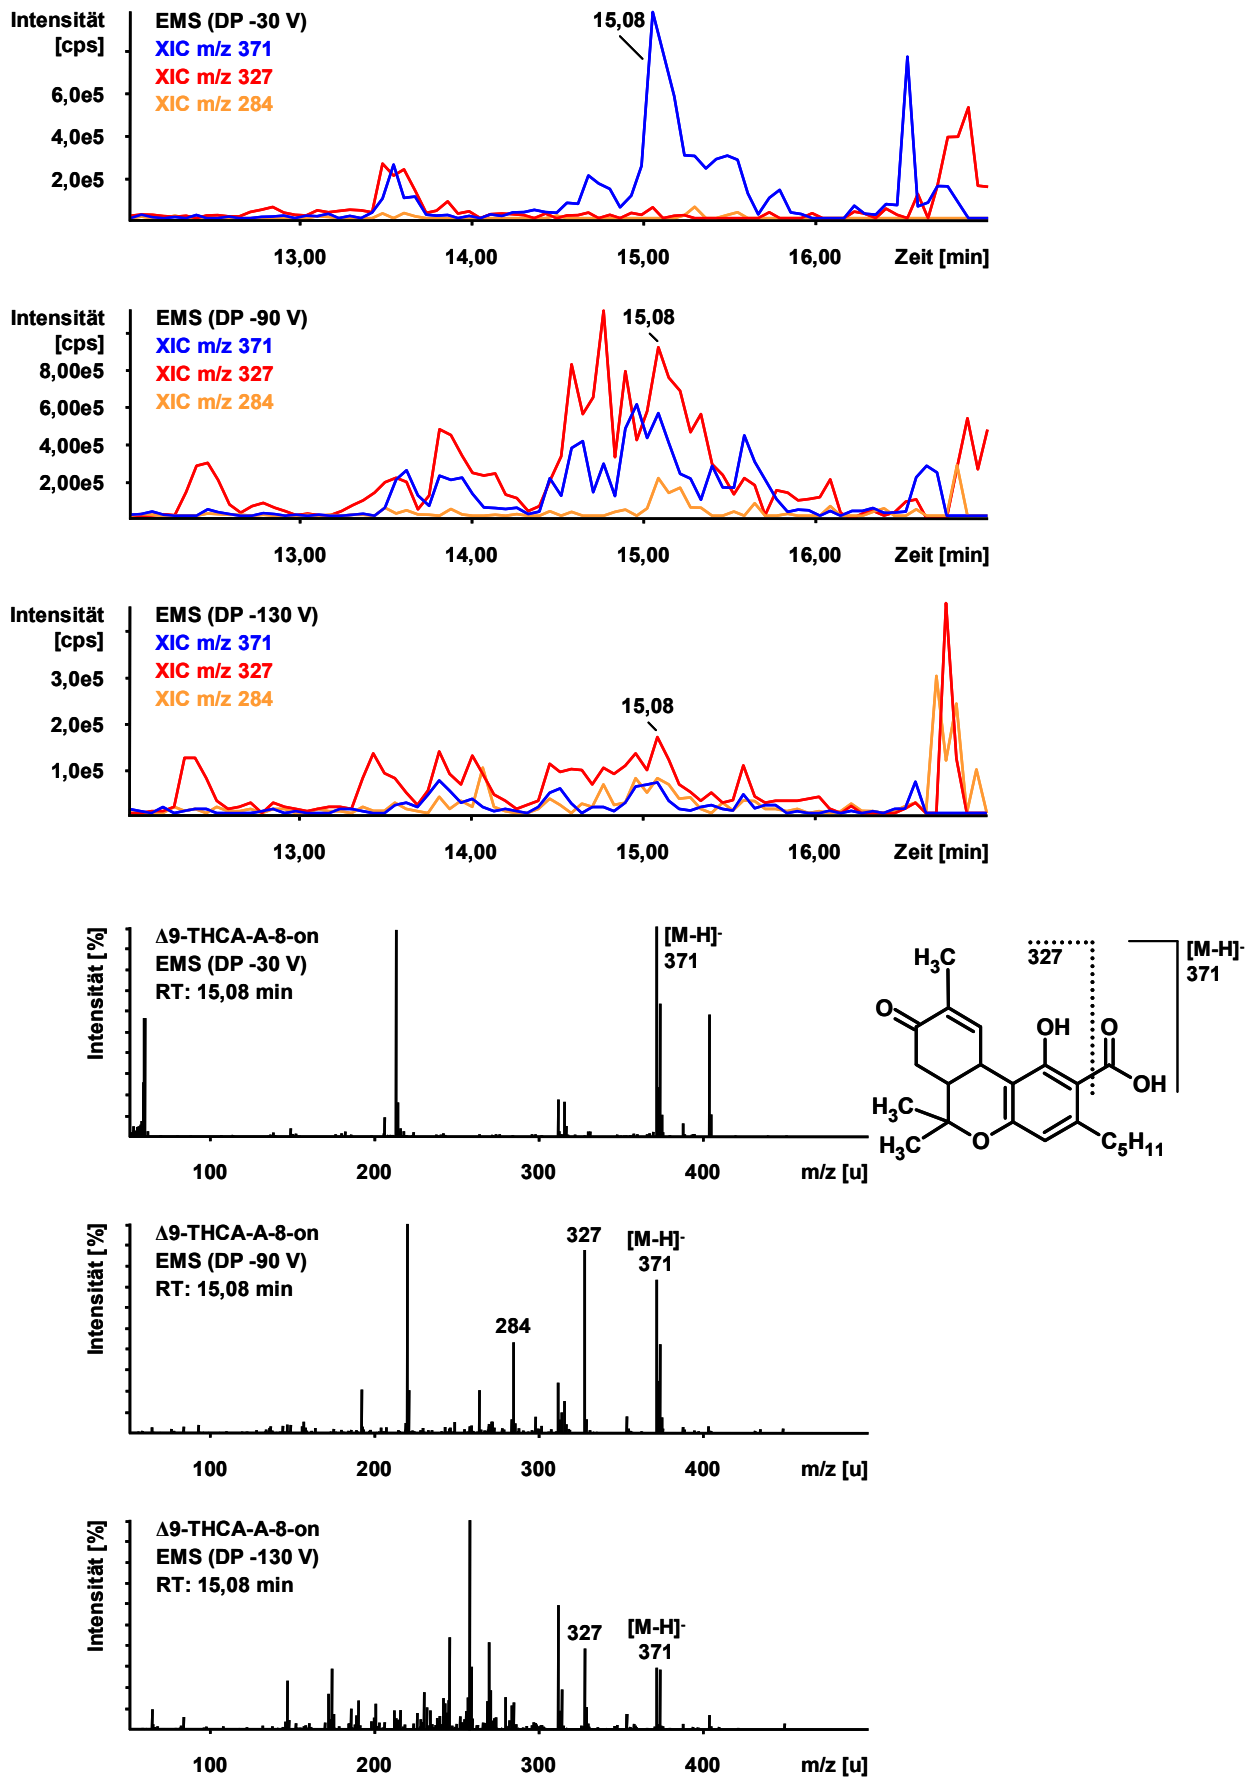 Intensität
[cps]
EMS (DP -30 V)
XIC m/z 371
XIC m/z 327
XIC m/z 284
15,08
6,0e5
4,0e5
2,0e5
13,00 14,00 15,00 16,00 Zeit [min]
Intensität
[cps]
EMS (DP -90 V)
XIC m/z 371
XIC m/z 327
XIC m/z 284
15,08
8,00e5
6,00e5
4,00e5
2,00e5
13,00 14,00 15,00 16,00 Zeit [min]
Intensität
[cps]
EMS (DP -130 V)
XIC m/z 371
XIC m/z 327
XIC m/z 284
15,08
3,0e5
2,0e5
1,0e5
13,00 14,00 15,00 16,00 Zeit [min]
Intensität [%]
Δ9-THCA-A-8-on
EMS (DP -30 V)
RT: 15,08 min
[M-H]-
371
100 200 300 400 m/z [u]
327
[M-H]-
371
H3C
O
OH
O
OH
H3C
H3C
O
C5H11
Intensität [%]
Δ9-THCA-A-8-on
EMS (DP -90 V)
RT: 15,08 min
284
327
[M-H]-
371
100 200 300 400 m/z [u]
Intensität [%]
Δ9-THCA-A-8-on
EMS (DP -130 V)
RT: 15,08 min
327
[M-H]-
371
100 200 300 400 m/z [u]